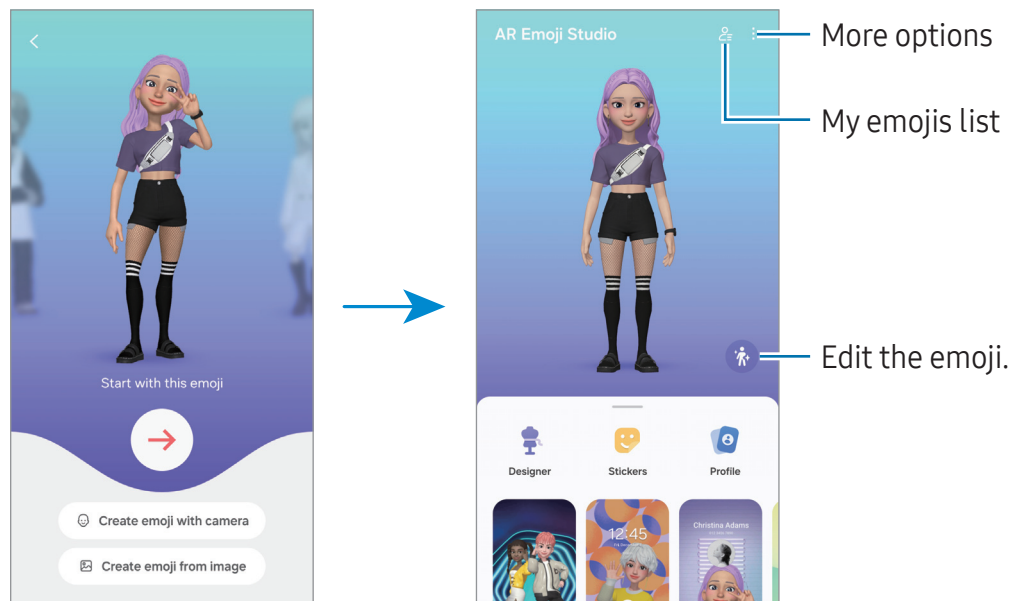 Start with this emoji
Create emoji with camera
Create emoji from image
AR Emoji Studio
More options
My emojis list
Edit the emoji.
Designer
Stickers
Profile
12:45
Christina Adams